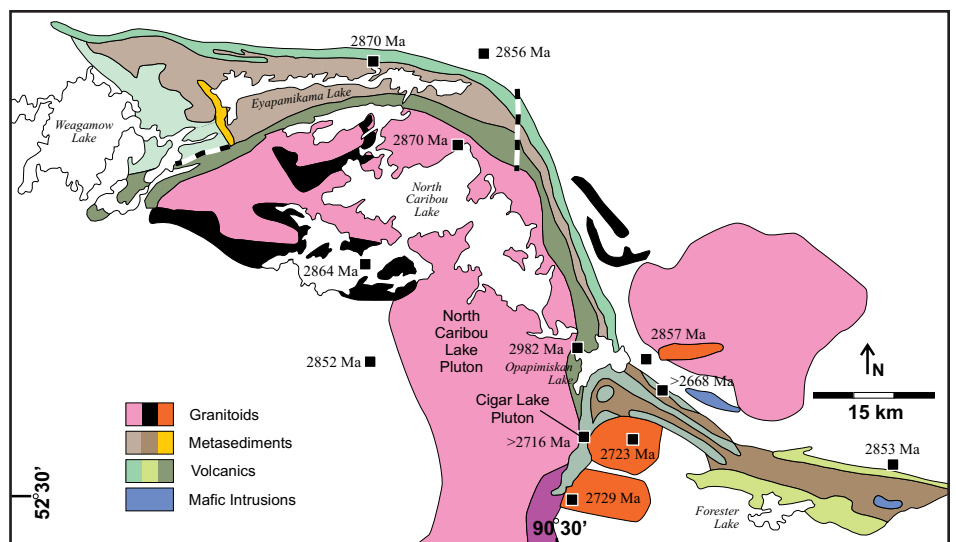 2870 Ma
2856 Ma
Eyapamikama Lake
Weagamow
Lake
2870 Ma
North
Caribou
Lake
2864 Ma
North
Caribou
Lake
Pluton
2852 Ma
2982 Ma
Opapimiskan
Lake
2857 Ma
>2668 Ma
N
15 km
Cigar Lake
Pluton
>2716 Ma
2723 Ma
2853 Ma
2729 Ma
Forester
Lake
Granitoids
Metasediments
Volcanics
Mafic Intrusions
52°30'
90°30'